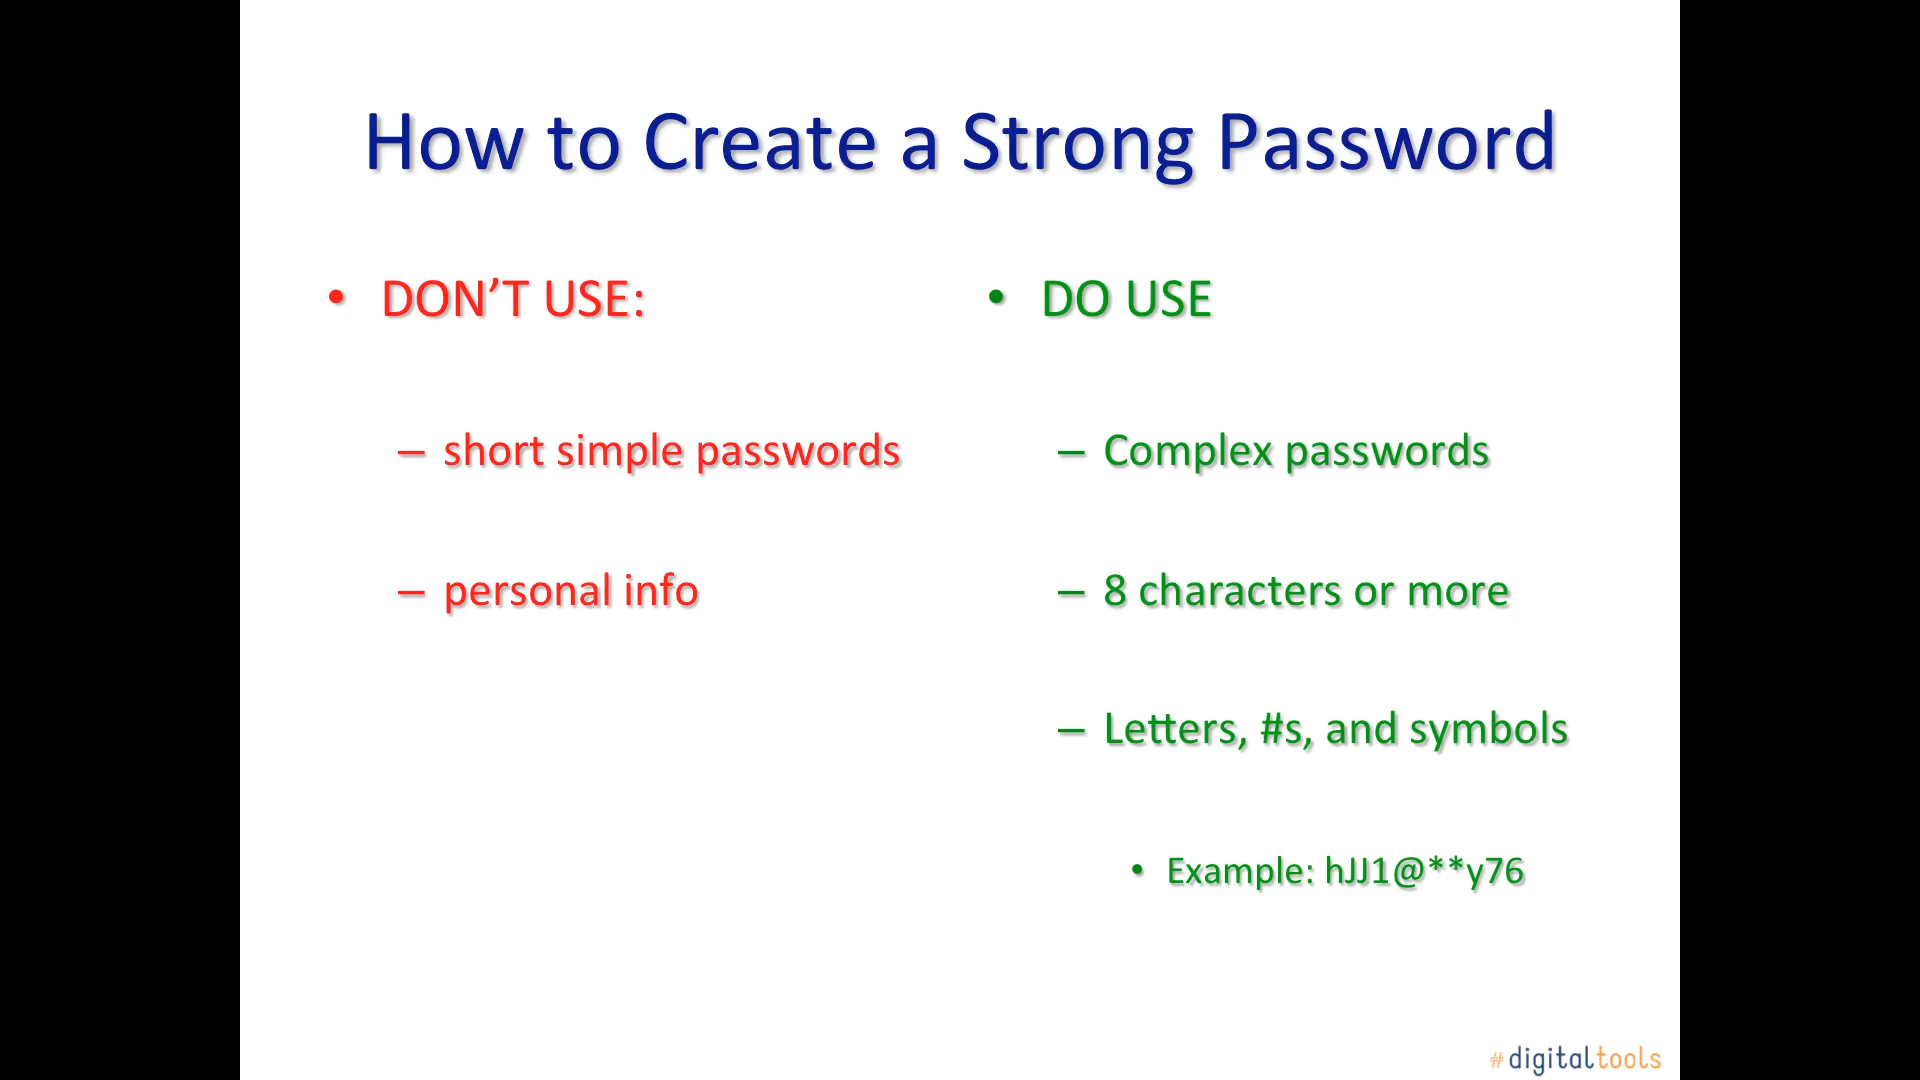 How to Create a Strong Password
• DON’T USE:
– short simple passwords
– personal info
• DO USE
– Complex passwords
– 8 characters or more
– Letters, #s, and symbols
• Example: hJJ1@**y76
#digitaltools